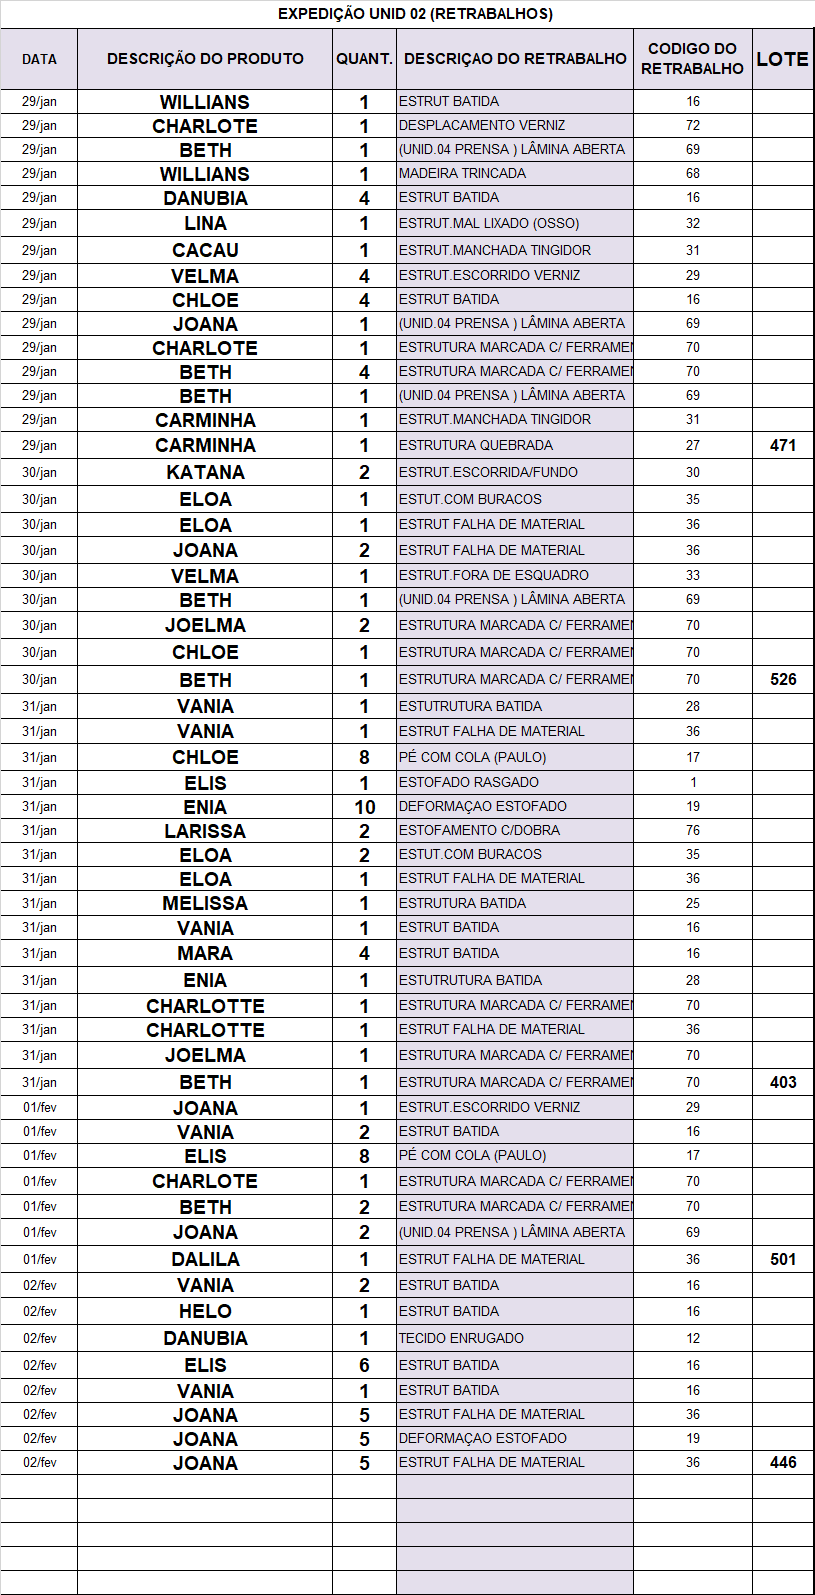 EXPEDIÇÃO UNID 02 (RETRABALHOS)
DATA DESCRIÇÃO DO PRODUTO QUANT. DESCRIÇAO DO RETRABALHO CODIGO DO RETRABALHO LOTE
29/jan WILLIANS 1 ESTRUT BATIDA 16
29/jan CHARLOTE 1 DESPLACAMENTO VERNIZ 72
29/jan BETH 1 (UNID.04 PRENSA ) LÂMINA ABERTA 69
29/jan WILLIANS 1 MADEIRA TRINCADA 68
29/jan DANUBIA 4 ESTRUT BATIDA 16
29/jan LINA 1 ESTRUT.MAL LIXADO (OSSO) 32
29/jan CACAU 1 ESTRUT.MANCHADA TINGIDOR 31
29/jan VELMA 4 ESTRUT.ESCORRIDO VERNIZ 29
29/jan CHLOE 4 ESTRUT BATIDA 16
29/jan JOANA 1 (UNID.04 PRENSA ) LÂMINA ABERTA 69
29/jan CHARLOTE 1 ESTRUTURA MARCADA C/ FERRAMEN 70
29/jan BETH 4 ESTRUTURA MARCADA C/ FERRAMEN 70
29/jan BETH 1 (UNID.04 PRENSA ) LÂMINA ABERTA 69
29/jan CARMINHA 1 ESTRUT.MANCHADA TINGIDOR 31
29/jan CARMINHA 1 ESTRUTURA QUEBRADA 27 471
30/jan KATANA 2 ESTRUT.ESCORRIDA/FUNDO 30
30/jan ELOA 1 ESTUT.COM BURACOS 35
30/jan ELOA 1 ESTRUT FALHA DE MATERIAL 36
30/jan JOANA 2 ESTRUT FALHA DE MATERIAL 36
30/jan VELMA 1 ESTRUT.FORA DE ESQUADRO 33
30/jan BETH 1 (UNID.04 PRENSA ) LÂMINA ABERTA 69
30/jan JOELMA 2 ESTRUTURA MARCADA C/ FERRAMEN 70
30/jan CHLOE 1 ESTRUTURA MARCADA C/ FERRAMEN 70
30/jan BETH 1 ESTRUTURA MARCADA C/ FERRAMEN 70 526
31/jan VANIA 1 ESTUTRUTURA BATIDA 28
31/jan VANIA 1 ESTRUT FALHA DE MATERIAL 36
31/jan CHLOE 8 PÉ COM COLA (PAULO) 17
31/jan ELIS 1 ESTOFADO RASGADO 1
31/jan ENIA 10 DEFORMAÇAO ESTOFADO 19
31/jan LARISSA 2 ESTOFAMENTO C/DOBRA 76
31/jan ELOA 2 ESTUT.COM BURACOS 35
31/jan ELOA 1 ESTRUT FALHA DE MATERIAL 36
31/jan MELISSA 1 ESTRUTURA BATIDA 25
31/jan VANIA 1 ESTRUT BATIDA 16
31/jan MARA 4 ESTRUT BATIDA 16
31/jan ENIA 1 ESTUTRUTURA BATIDA 28
31/jan CHARLOTTE 1 ESTRUTURA MARCADA C/ FERRAMEN 70
31/jan CHARLOTTE 1 ESTRUT FALHA DE MATERIAL 36
31/jan JOELMA 1 ESTRUTURA MARCADA C/ FERRAMEN 70
31/jan BETH 1 ESTRUTURA MARCADA C/ FERRAMEN 70 403
01/fev JOANA 1 ESTRUT.ESCORRIDO VERNIZ 29
01/fev VANIA 2 ESTRUT BATIDA 16
01/fev ELIS 8 PÉ COM COLA (PAULO) 17
01/fev CHARLOTE 1 ESTRUTURA MARCADA C/ FERRAMEN 70
01/fev BETH 2 ESTRUTURA MARCADA C/ FERRAMEN 70
01/fev JOANA 2 (UNID.04 PRENSA ) LÂMINA ABERTA 69
01/fev DALILA 1 ESTRUT FALHA DE MATERIAL 36 501
02/fev VANIA 2 ESTRUT BATIDA 16
02/fev HELO 1 ESTRUT BATIDA 16
02/fev DANUBIA 1 TECIDO ENRUGADO 12
02/fev ELIS 6 ESTRUT BATIDA 16
02/fev VANIA 1 ESTRUT BATIDA 16
02/fev JOANA 5 ESTRUT FALHA DE MATERIAL 36
02/fev JOANA 5 DEFORMAÇAO ESTOFADO 19
02/fev JOANA 5 ESTRUT FALHA DE MATERIAL 36 446